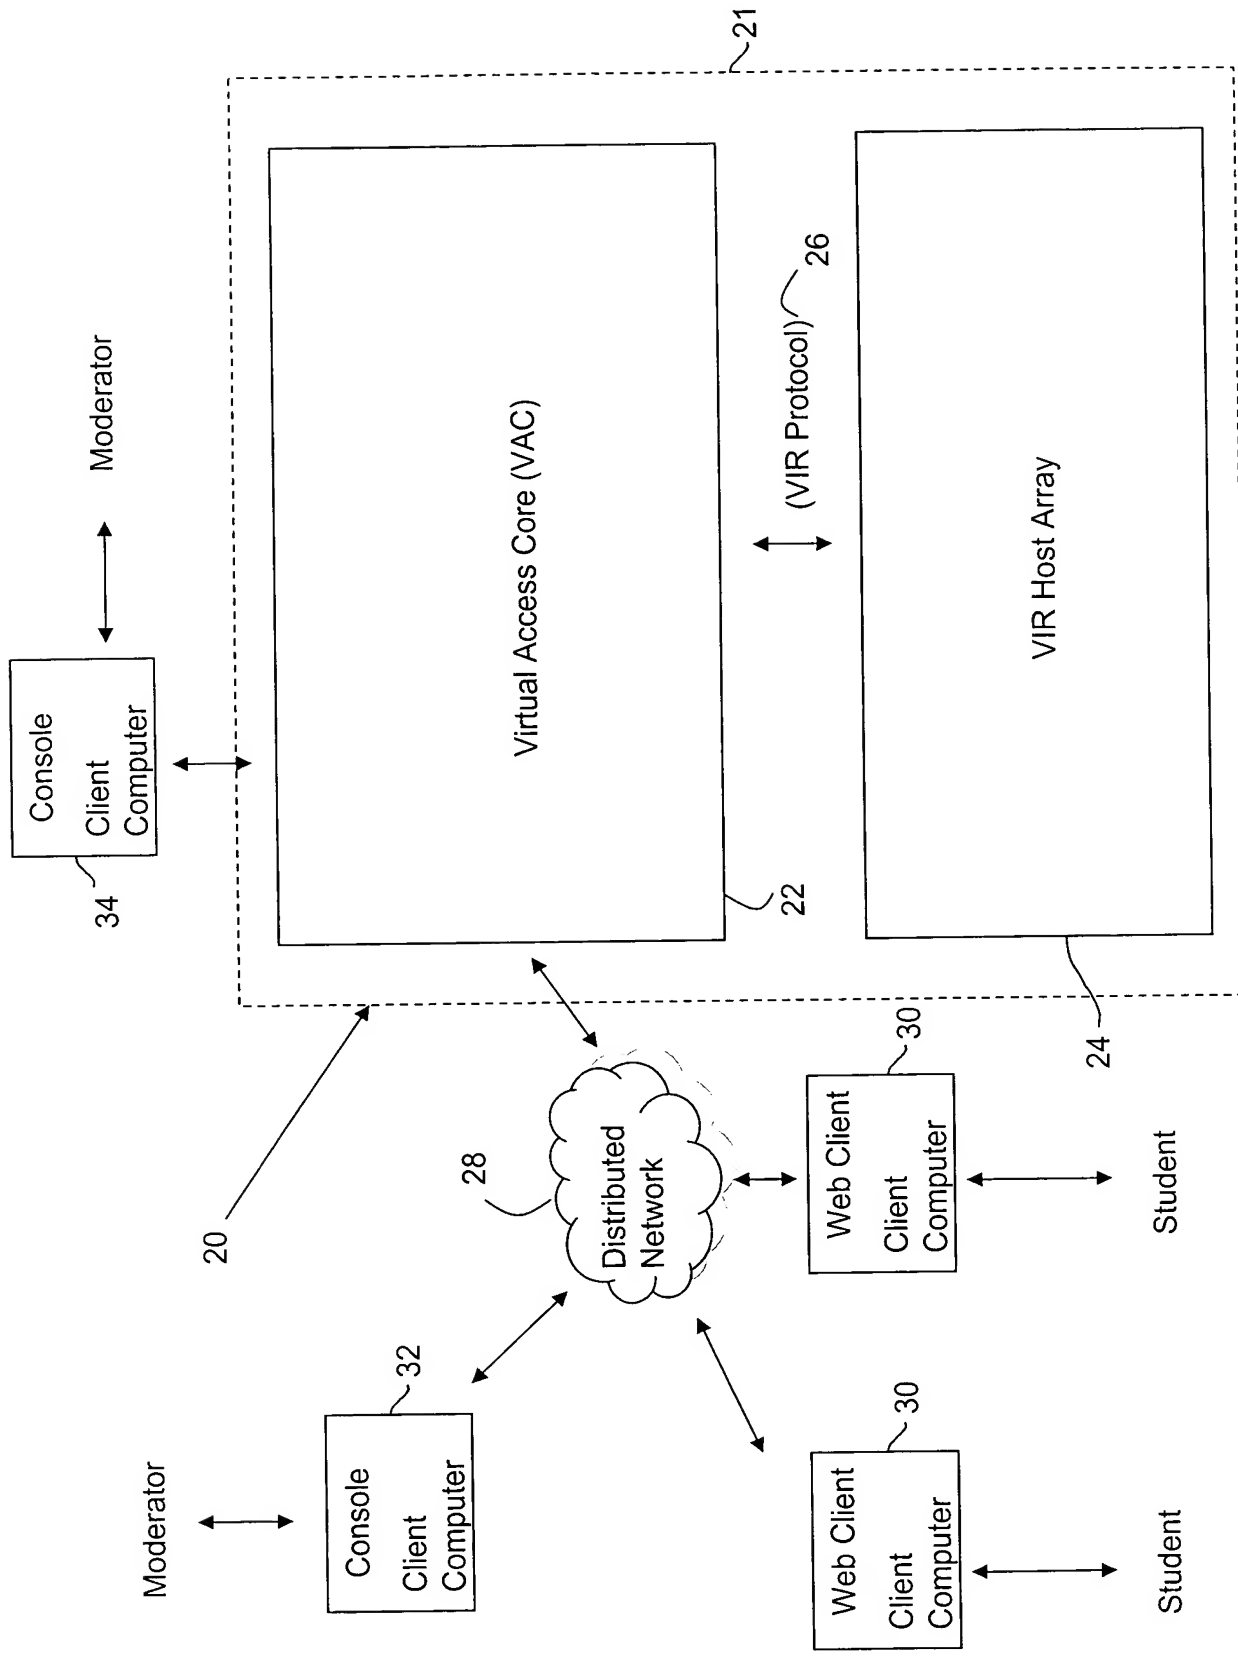 Moderator
Console
Client
Computer
32
20
28
Distributed
Network
Web Client
Client
Computer
30
Student
Web Client
Client
Computer
30
Student
34
Console
Client
Computer
Moderator
21
Virtual Access Core (VAC)
22
(VIR Protocol)
26
VIR Host Array
24